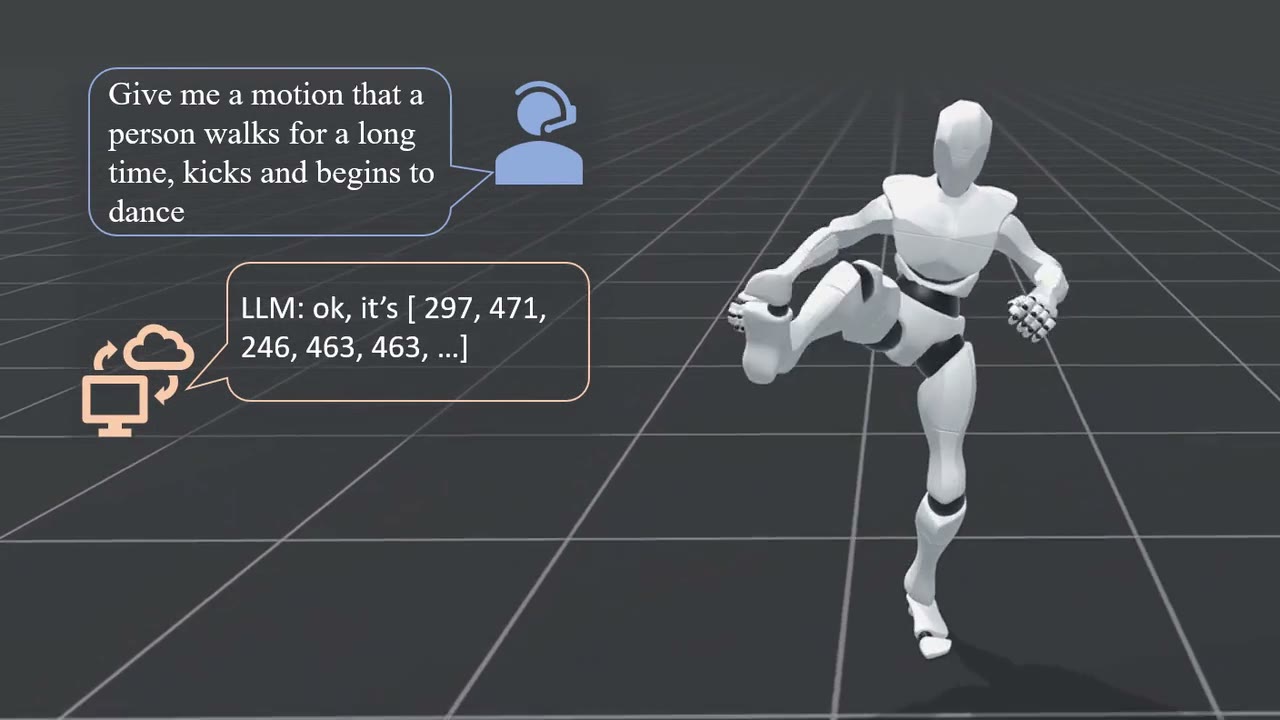 Give me a motion that a
person walks for a long
time, kicks and begins to
dance
LLM: ok, it’s [ 297, 471,
246, 463, 463, ...]